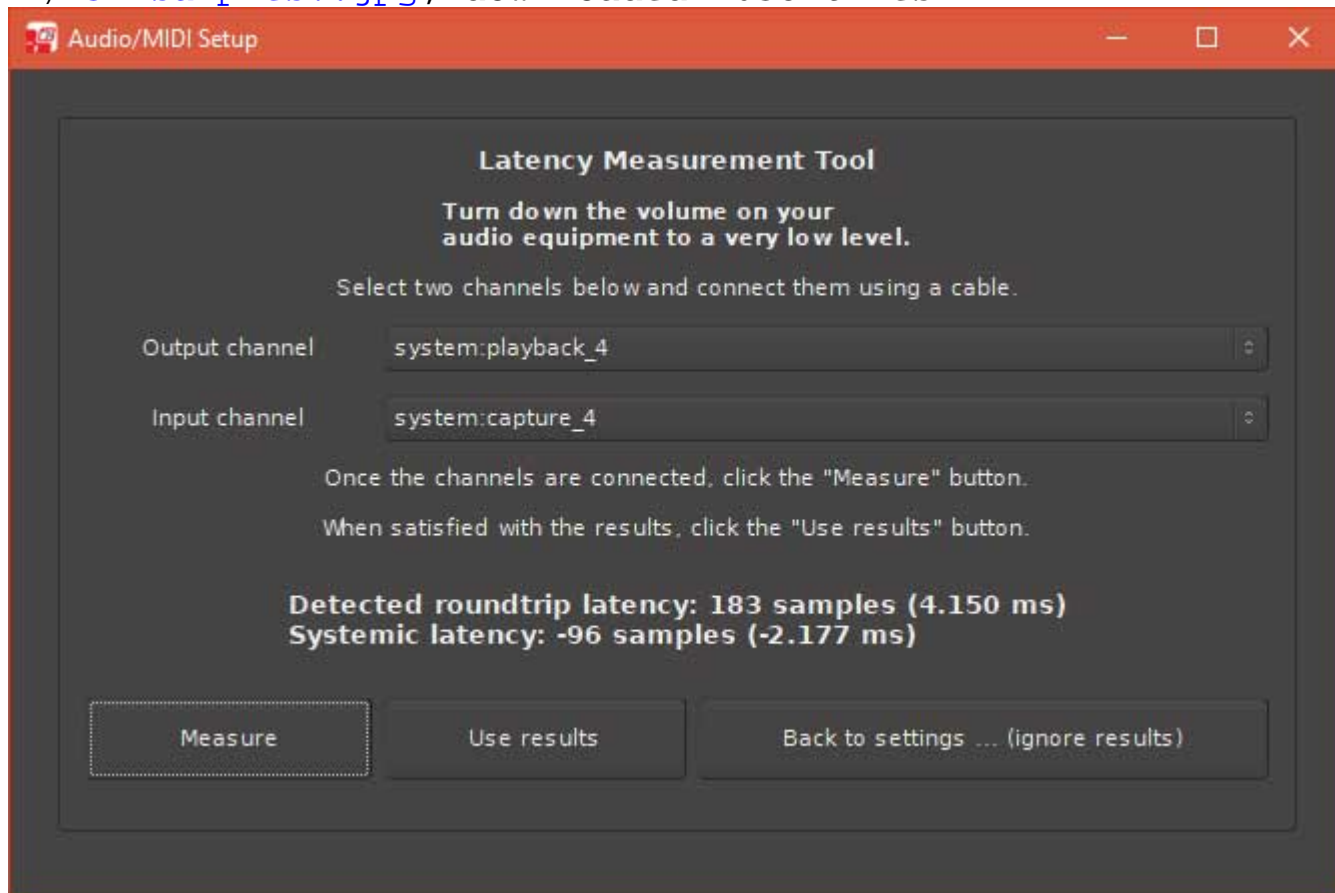 Audio/MIDI Setup
Latency Measurement Tool
Turn down the volume on your
audio equipment to a very low level.
Select two channels below and connect them using a cable.
Output channel system:playback_4
Input channel system:capture_4
Once the channels are connected, click the "Measure" button.
When satisfied with the results, click the "Use results" button.
Detected roundtrip latency: 183 samples (4.150 ms)
Systemic latency: -96 samples (-2.177 ms)
Measure Use results Back to settings ... (ignore results)